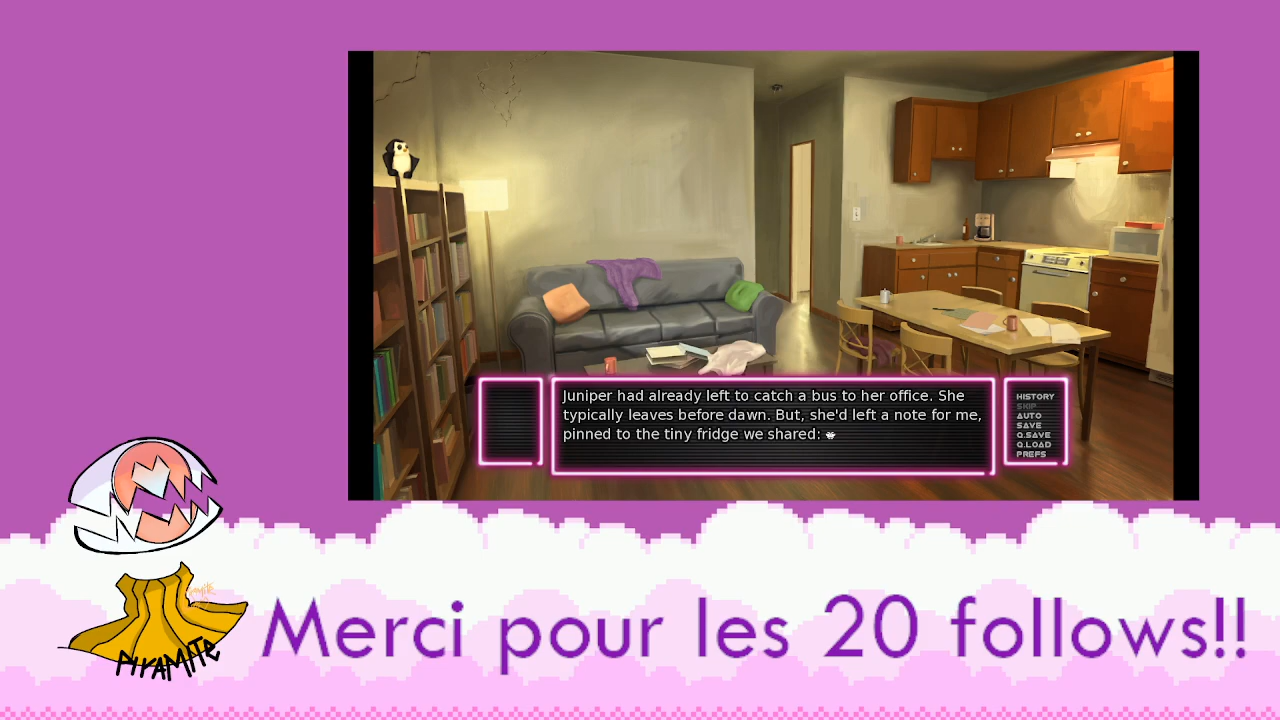 Juniper had already left to catch a bus to her office. She
typically leaves before dawn. But, she'd left a note for me,
pinned to the tiny fridge we shared:
HISTORY
SKIP
AUTO
SAVE
Q.SAVE
Q.LOAD
PREFS
Merci pour les 20 follows!!
PIXAMITE